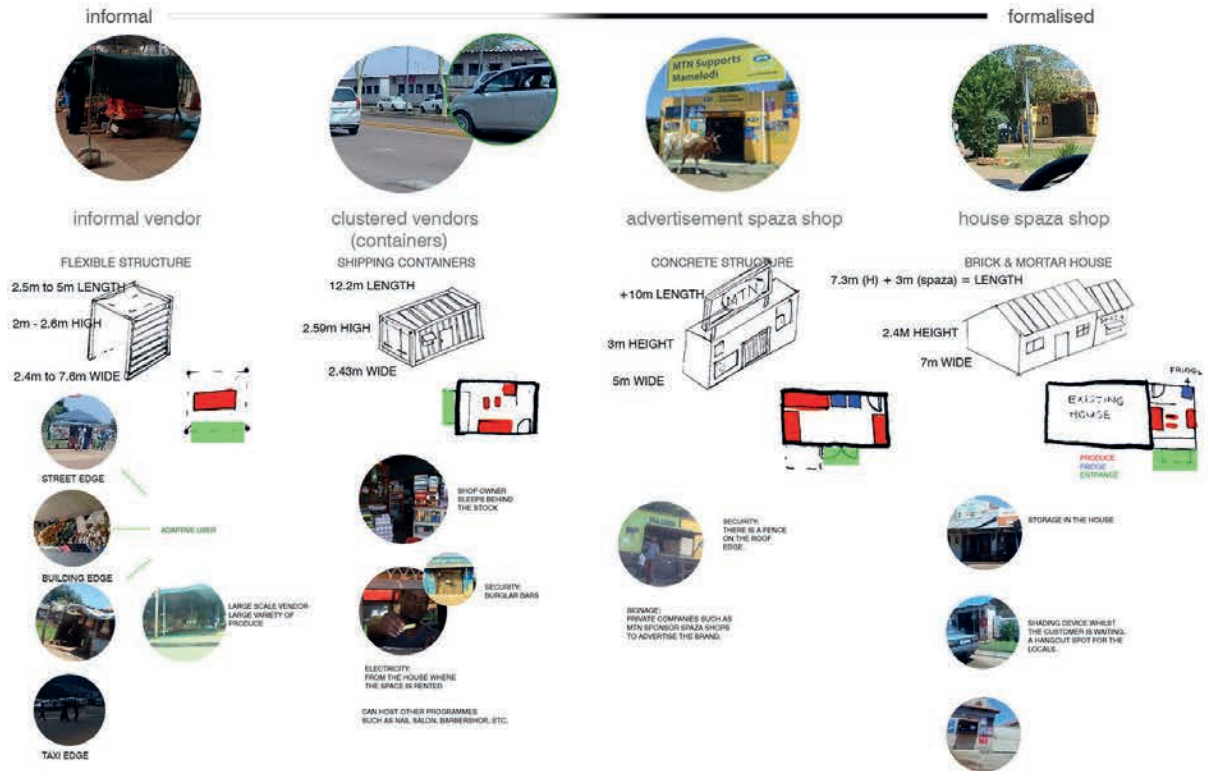 informal
formalised
MTN Supports
Mamelodi
informal vendor
clustered vendors
(containers)
advertisement spaza shop
house spaza shop
FLEXIBLE STRUCTURE
2.5m to 5m LENGTH
2m - 2.6m HIGH
2.4m to 7.6m WIDE
SHIPPING CONTAINERS
12.2m LENGTH
2.59m HIGH
2.43m WIDE
CONCRETE STRUCTURE
+10m LENGTH
MTN
3m HEIGHT
5m WIDE
BRICK & MORTAR HOUSE
7.3m (H) + 3m (spaza) = LENGTH
2.4M HEIGHT
7m WIDE
FRIDGE
EXISTING
HOUSE
PRODUCE
FRIDGE
ENTRANCE
STREET EDGE
ADAPTIVE USER
BUILDING EDGE
LARGE SCALE VENDOR-
LARGE VARIETY OF
PRODUCE
TAXI EDGE
SHOP OWNER
SLEEPS BEHIND
THE STOCK
SECURITY:
BURGLAR BARS
ELECTRICITY:
FROM THE HOUSE WHERE
THE SPACE IS RENTED
CAN HOST OTHER PROGRAMMES
SUCH AS NAIL SALON, BARBERSHOR, ETC.
SECURITY:
THERE IS A FENCE
ON THE ROOF
EDGE.
SIGNAGE:
PRIVATE COMPANIES SUCH AS
MTN SPONSOR SPAZA SHOPS
TO ADVERTISE THE BRAND.
STORAGE IN THE HOUSE
SHADING DEVICE WHILST
THE CUSTOMER IS WAITING.
A HANGOUT SPOT FOR THE
LOCALS.